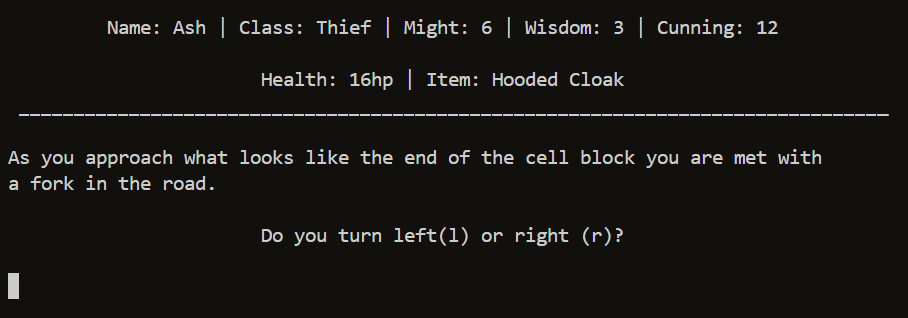 Name: Ash | Class: Thief | Might: 6 | Wisdom: 3 | Cunning: 12
Health: 16hp | Item: Hooded Cloak
As you approach what looks like the end of the cell block you are met with
a fork in the road.
Do you turn left(l) or right (r)?